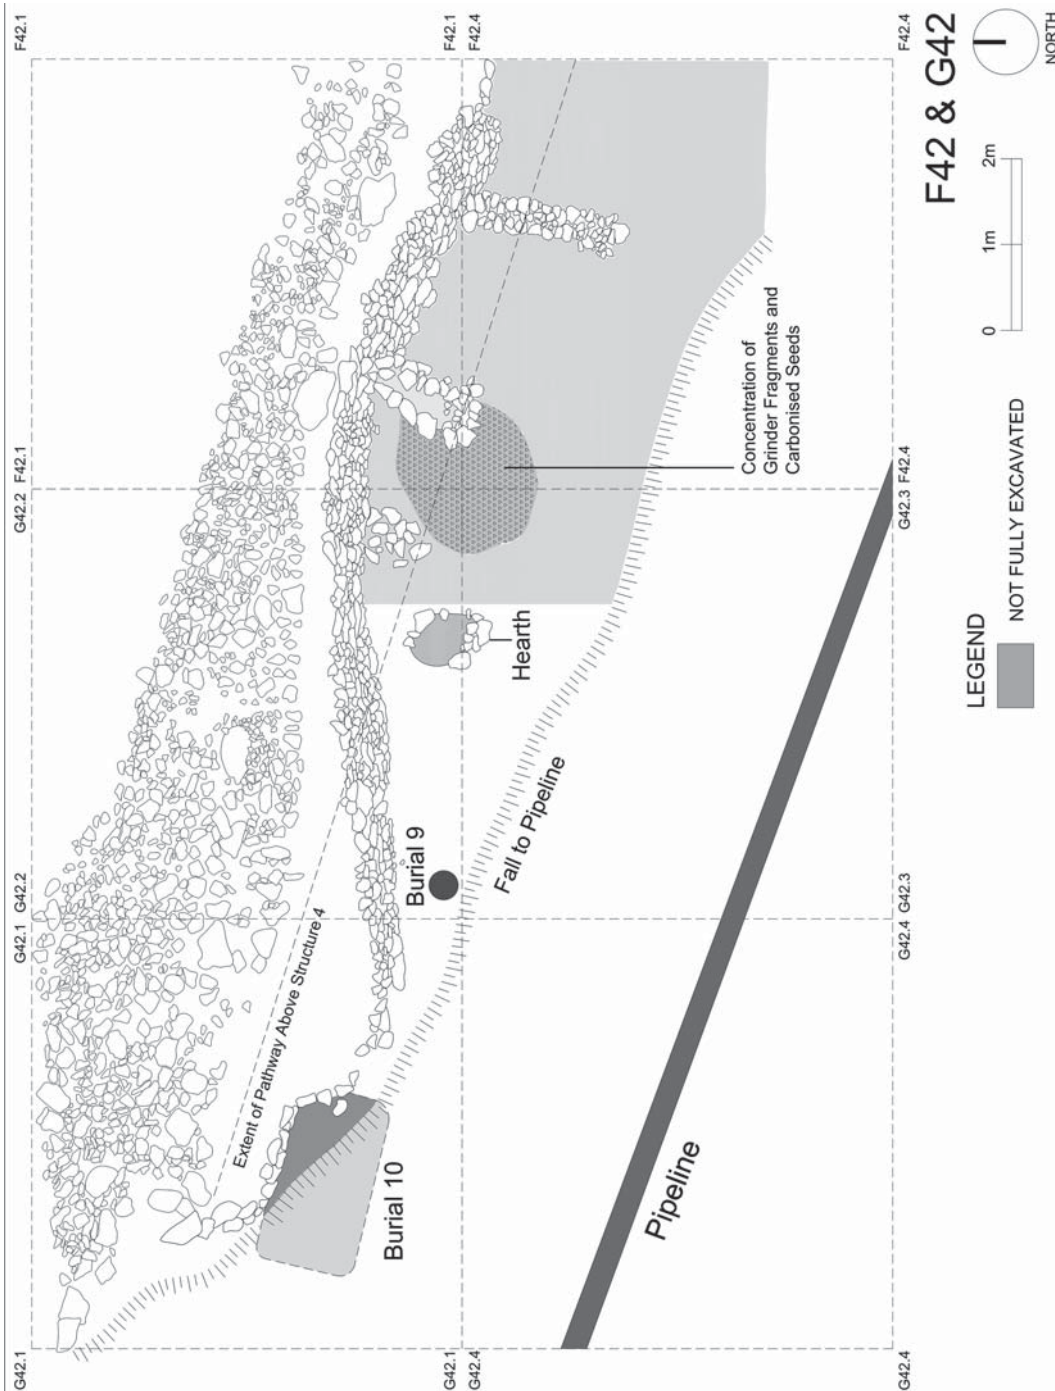 G42.1 G42.1 G42.2 G42.2 F42.1 F42.1
Extent of Pathway Above Structure 4
Burial 10
Burial 9
G42.1
G42.4
F42.1
F42.4
Hearth
Fall to Pipeline
Concentration of
Grinder Fragments and
Carbonised Seeds
Pipeline
G42.4 G42.4 G42.3 G42.3 F42.4 F42.4
F42 & G42
LEGEND
NOT FULLY EXCAVATED
0 1m 2m
NORTH